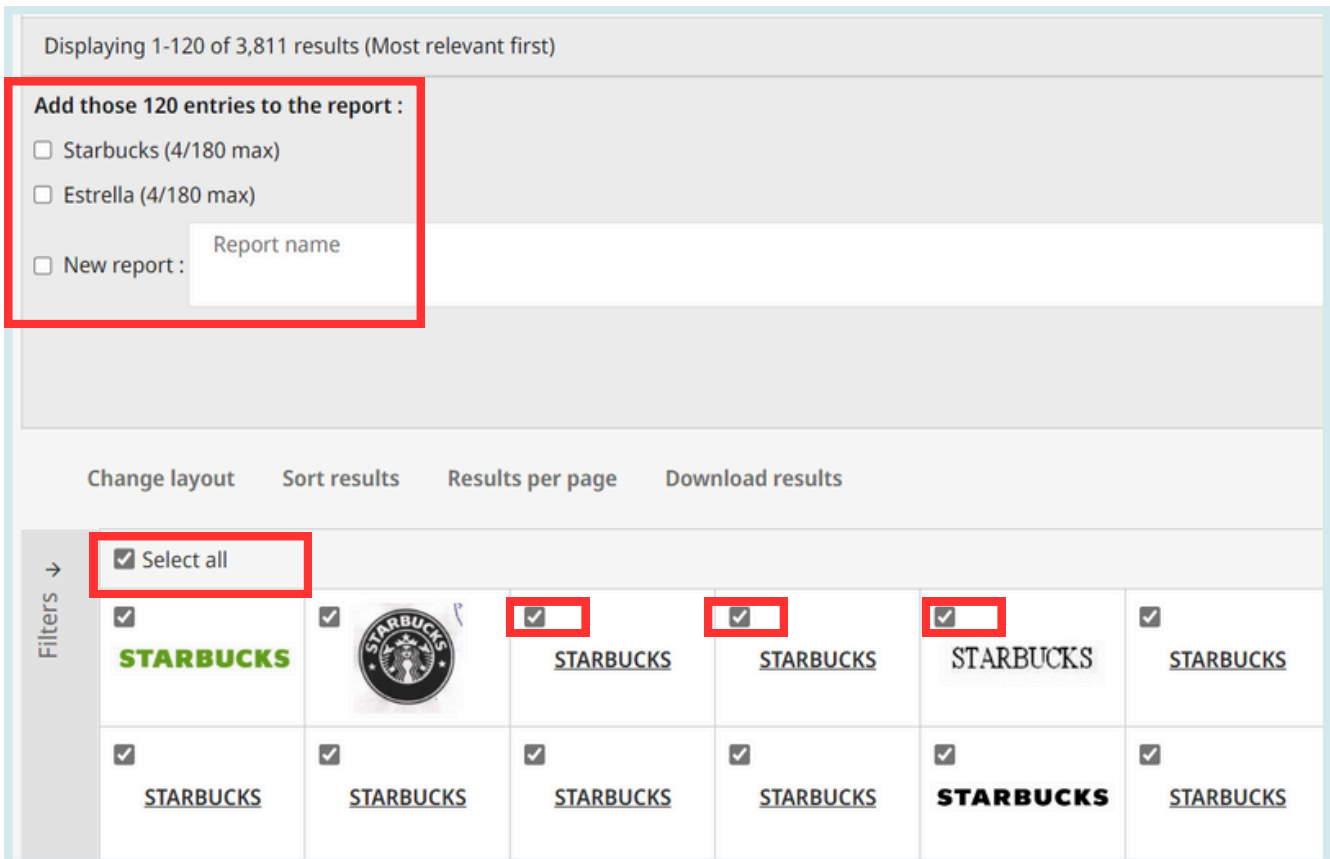 Displaying 1-120 of 3,811 results (Most relevant first)
Add those 120 entries to the report :
Starbucks (4/180 max)
Estrella (4/180 max)
New report : Report name
Change layout Sort results Results per page Download results
Filters → Select all
STARBUCKS STARBUCKS STARBUCKS STARBUCKS STARBUCKS STARBUCKS
STARBUCKS STARBUCKS STARBUCKS STARBUCKS STARBUCKS STARBUCKS